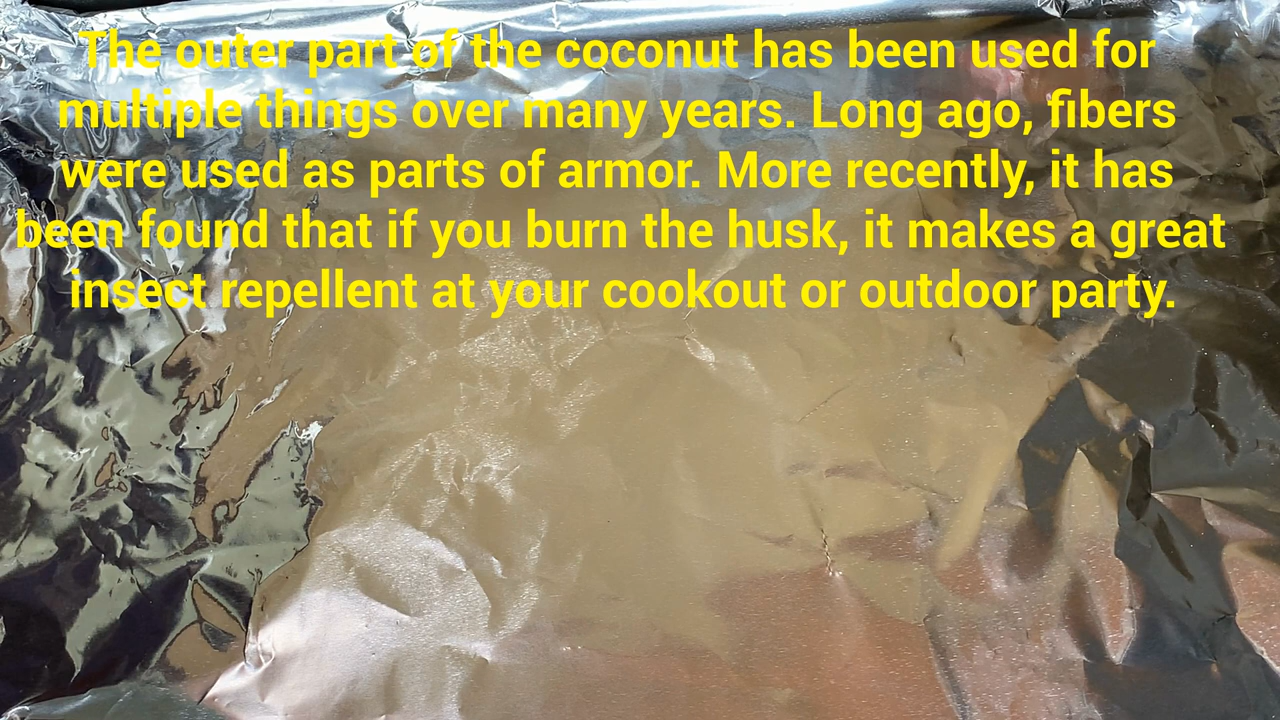 The outer part of the coconut has been used for
multiple things over many years. Long ago, fibers
were used as parts of armor. More recently, it has
been found that if you burn the husk, it makes a great
insect repellent at your cookout or outdoor party.